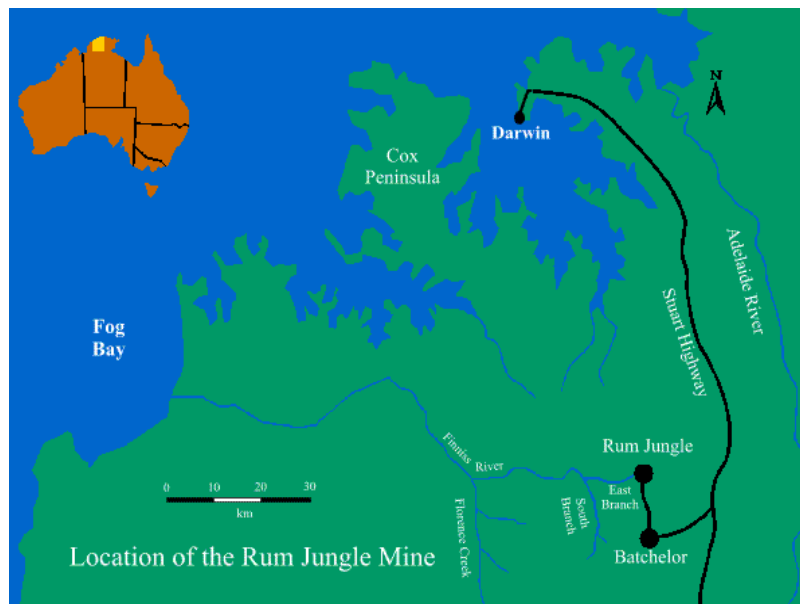 N
Darwin
Cox
Peninsula
Adelaide River
Fog
Bay
Stuart Highway
Rum Jungle
Finniss
River
East
Branch
South
Branch
Florence Creek
0 10 20 30
km
Batchelor
Location of the Rum Jungle Mine